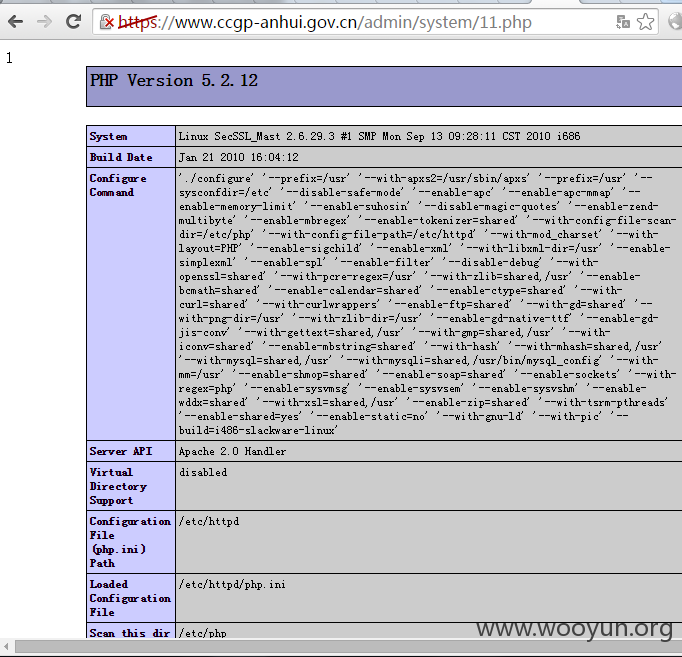 https://www.ccgp-anhui.gov.cn/admin/system/11.php
1
PHP Version 5.2.12
System
Linux SecSSL_Mast 2.6.29.3 #1 SMP Mon Sep 13 09:28:11 CST 2010 i686
Build Date
Jan 21 2010 16:04:12
Configure
Command
'./configure' '--prefix=/usr' '--with-apxs2=/usr/sbin/apxs' '--prefix=/usr' '--
sysconfdir=/etc' '--disable-safe-mode' '--enable-apc' '--enable-apc-mmap' '--
enable-memory-limit' '--enable-suhosin' '--disable-magic-quotes' '--enable-zend-
multibyte' '--enable-mbregex' '--enable-tokenizer=shared' '--with-config-file-scan-
dir=/etc/php' '--with-config-file-path=/etc/httpd' '--with-mod_charset' '--with-
layout=PHP' '--enable-sigchild' '--enable-xml' '--with-libxml-dir=/usr' '--enable-
simplexml' '--enable-spl' '--enable-filter' '--disable-debug' '--with-
openssl=shared' '--with-pcre-regex=/usr' '--with-zlib=shared,/usr' '--enable-
bcmath=shared' '--enable-calendar=shared' '--enable-ctype=shared' '--with-
curl=shared' '--with-curlwrappers' '--enable-ftp=shared' '--with-gd=shared' '--
with-png-dir=/usr' '--with-zlib-dir=/usr' '--enable-gd-native-ttf' '--enable-gd-
jis-conv' '--with-gettext=shared,/usr' '--with-gmp=shared,/usr' '--with-
iconv=shared' '--enable-mbstring=shared' '--with-hash' '--with-mhash=shared,/usr'
'--with-mysql=shared,/usr' '--with-mysqli=shared,/usr/bin/mysql_config' '--with-
mm=/usr' '--enable-shmop=shared' '--enable-soap=shared' '--enable-sockets' '--with-
regex=php' '--enable-sysvmsg' '--enable-sysvsem' '--enable-sysvshm' '--enable-
wddx=shared' '--with-xsl=shared,/usr' '--enable-zip=shared' '--with-tsrm-pthreads'
'--enable-shared=yes' '--enable-static=no' '--with-gnu-ld' '--with-pic' '--
build=i486-slackware-linux'
Server API
Apache 2.0 Handler
Virtual
Directory
Support
disabled
Configuration
File
(php.ini)
Path
/etc/httpd
Loaded
Configuration
File
/etc/httpd/php.ini
Scan this dir
/etc/php
www.wooyun.org